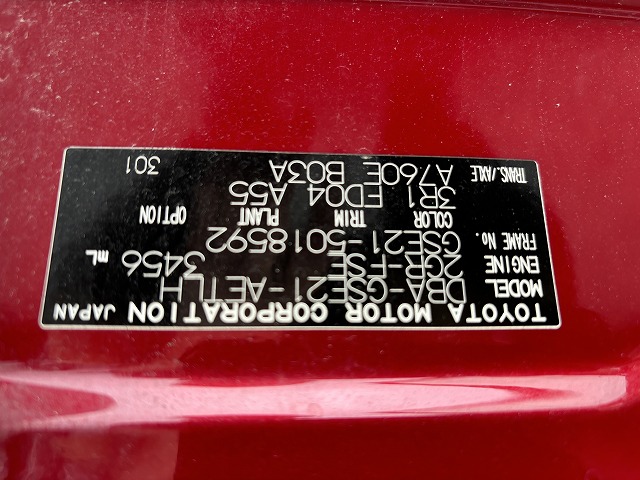 TOYOTA MOTOR CORPORATION JAPAN
MODEL DBA-GSE21-AETLH
ENGINE 2GR-FSE 3456 mL
FRAME No. GSE21-5018592
COLOR TRIM PLANT OPTION
3B1 ED04 A55
TRANS./AXLE A760E B03A
301